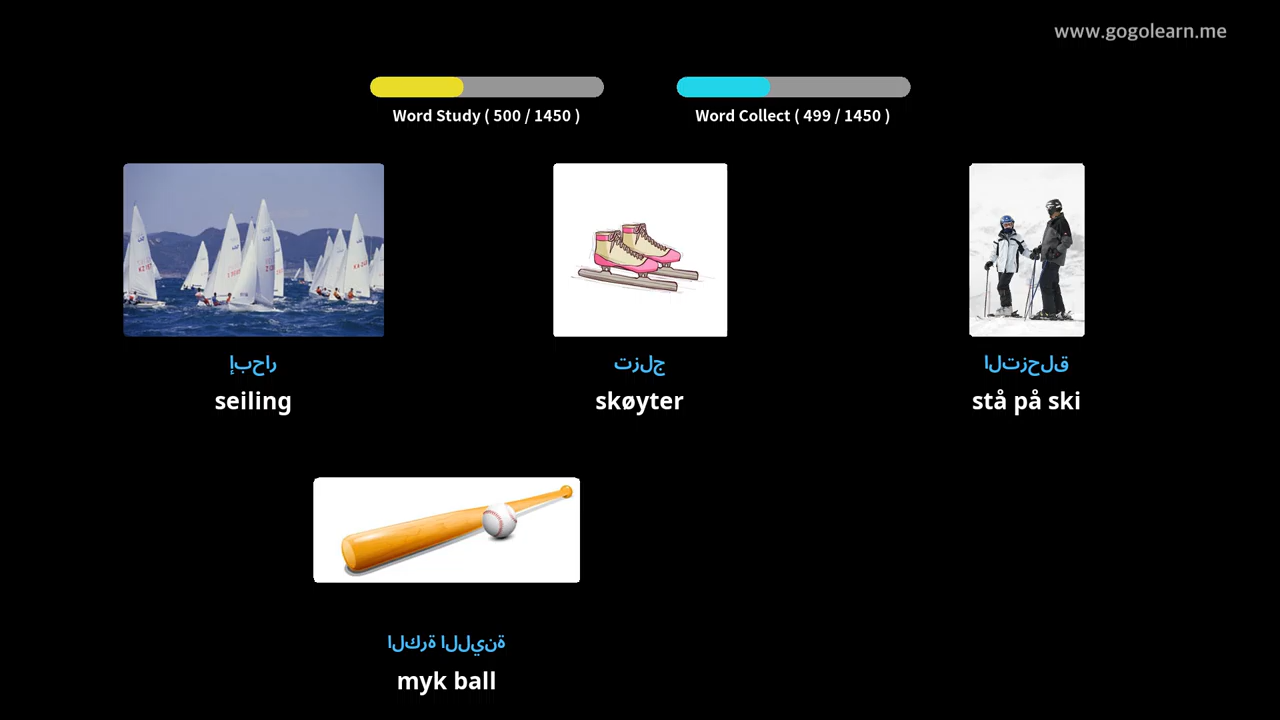 www.gogolearn.me
Word Study ( 500 / 1450 )
Word Collect ( 499 / 1450 )
إبحار
تزلج
التزحلق
seiling
skøyter
stå på ski
الكرة اللينة
myk ball